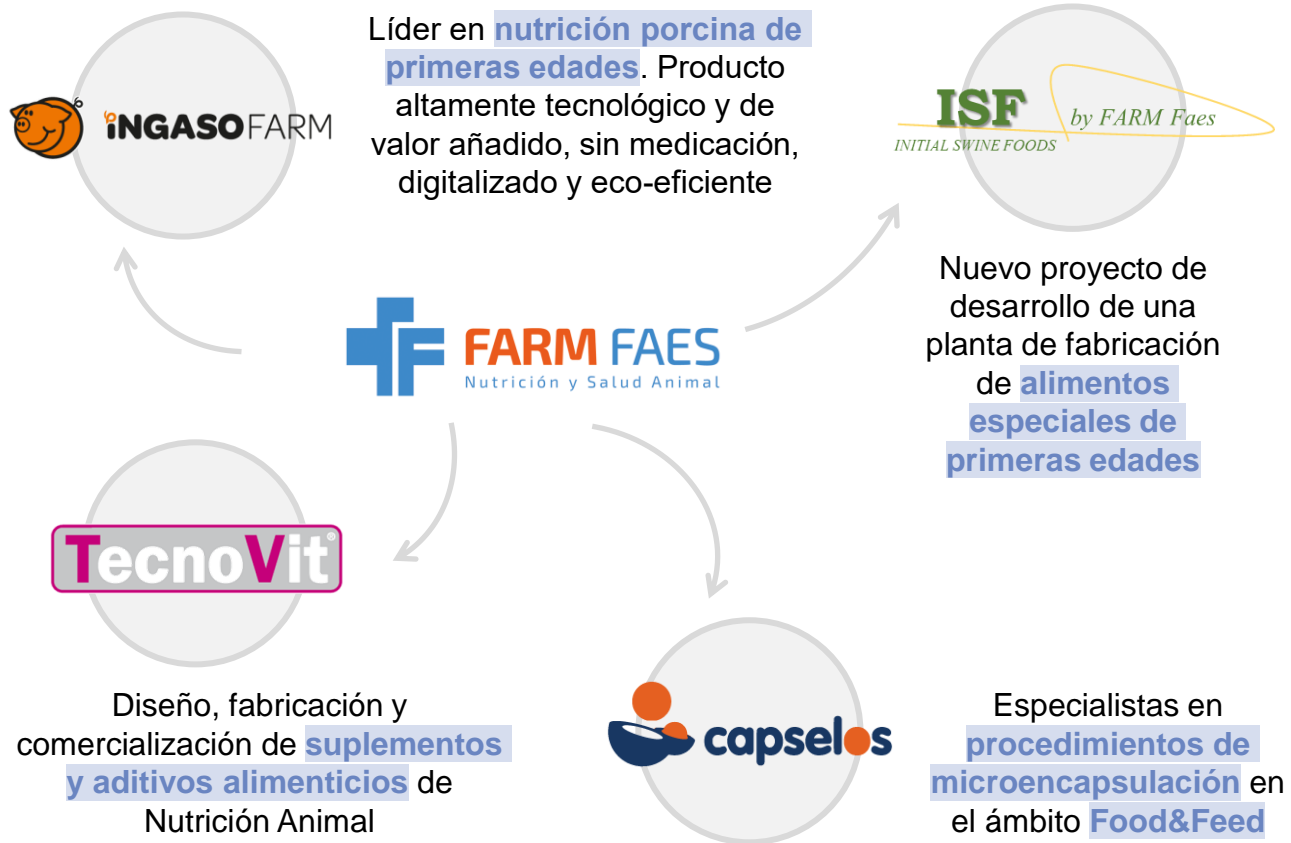 iNGASOFARM
Líder en nutrición porcina de
primeras edades. Producto
altamente tecnológico y de
valor añadido, sin medicación,
digitalizado y eco-eficiente
ISF by FARM Faes
INITIAL SWINE FOODS
Nuevo proyecto de
desarrollo de una
planta de fabricación
de alimentos
especiales de
primeras edades
FARM FAES
Nutrición y Salud Animal
TecnoVit®
Diseño, fabricación y
comercialización de suplementos
y aditivos alimenticios de
Nutrición Animal
capselos
Especialistas en
procedimientos de
microencapsulación en
el ámbito Food&Feed